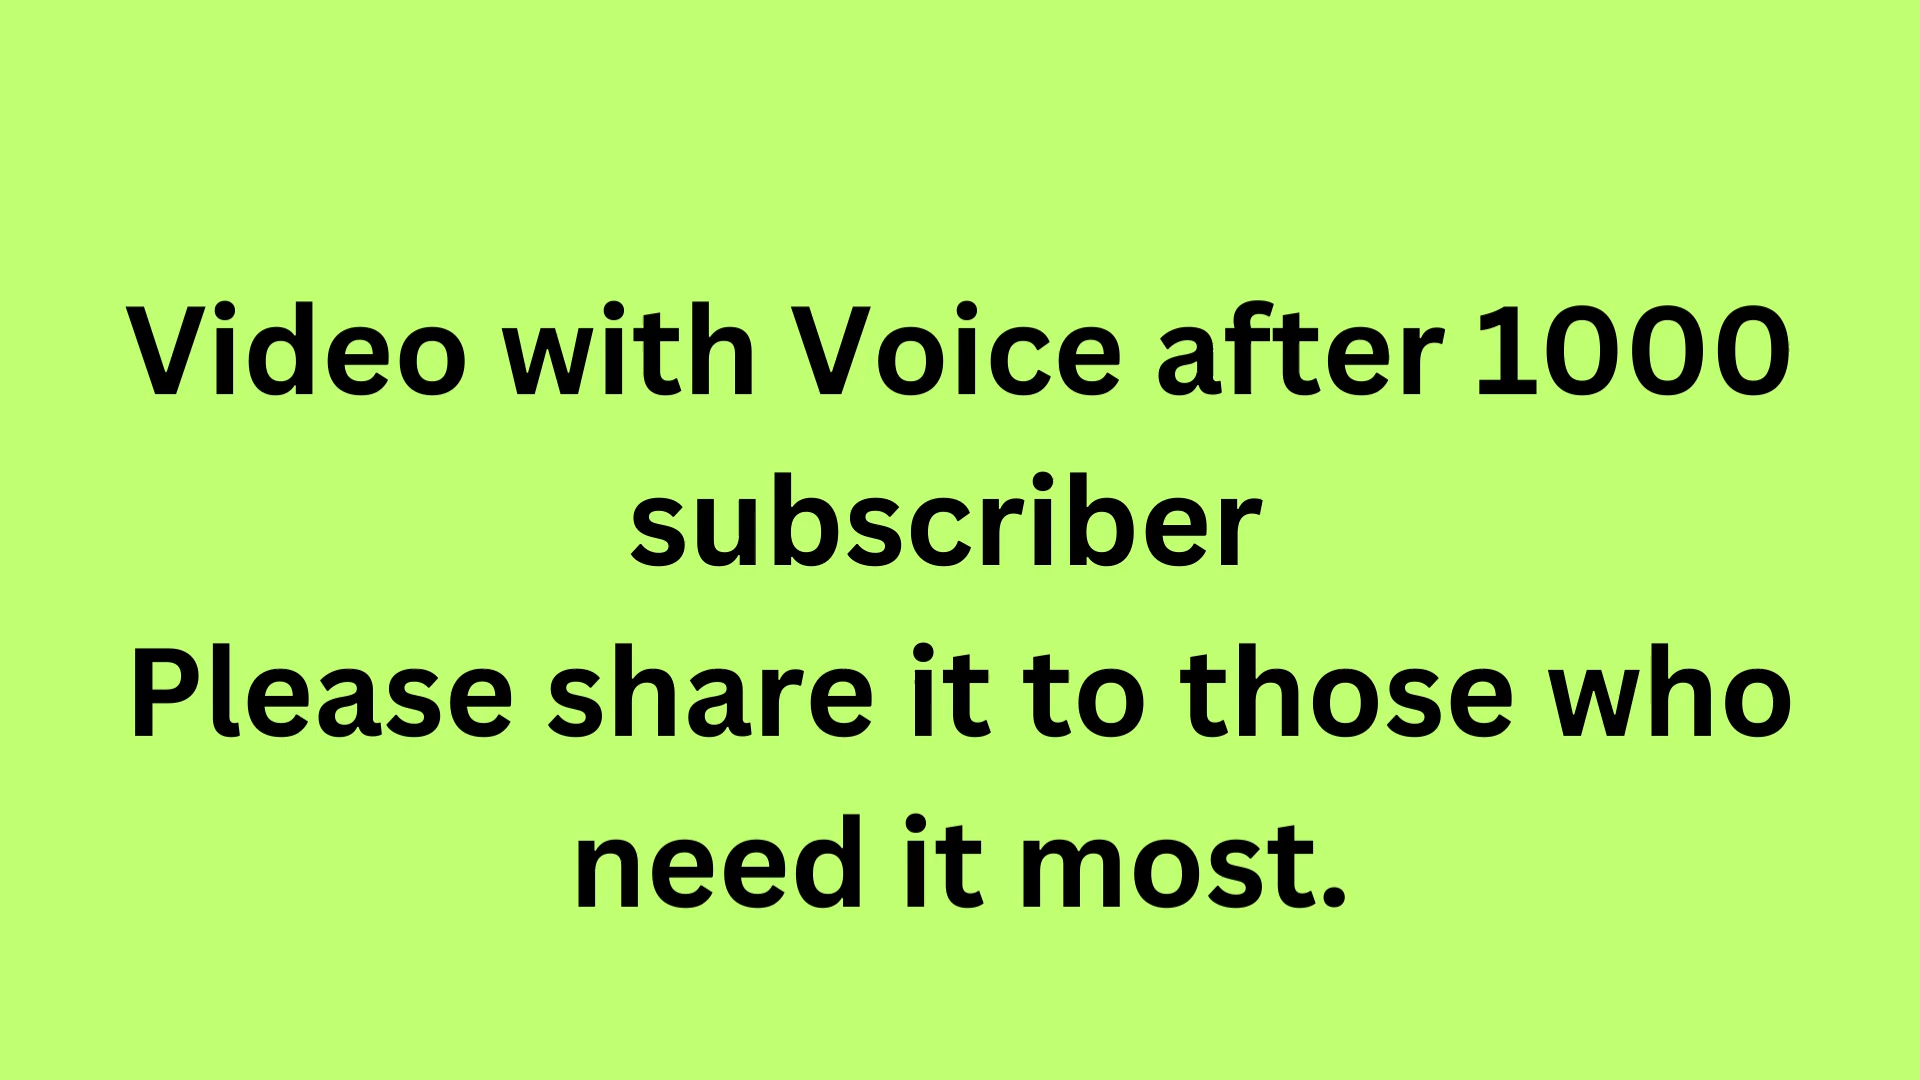 Video with Voice after 1000
subscriber
Please share it to those who
need it most.